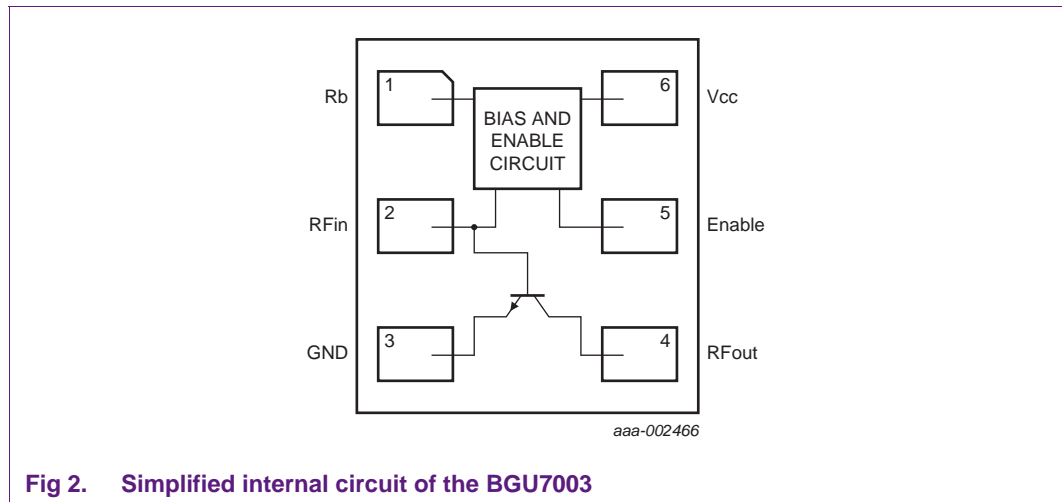 1
6
Rb
Vcc
BIAS AND
ENABLE
CIRCUIT
2
5
RFin
Enable
3
4
GND
RFout
aaa-002466
Fig 2. Simplified internal circuit of the BGU7003